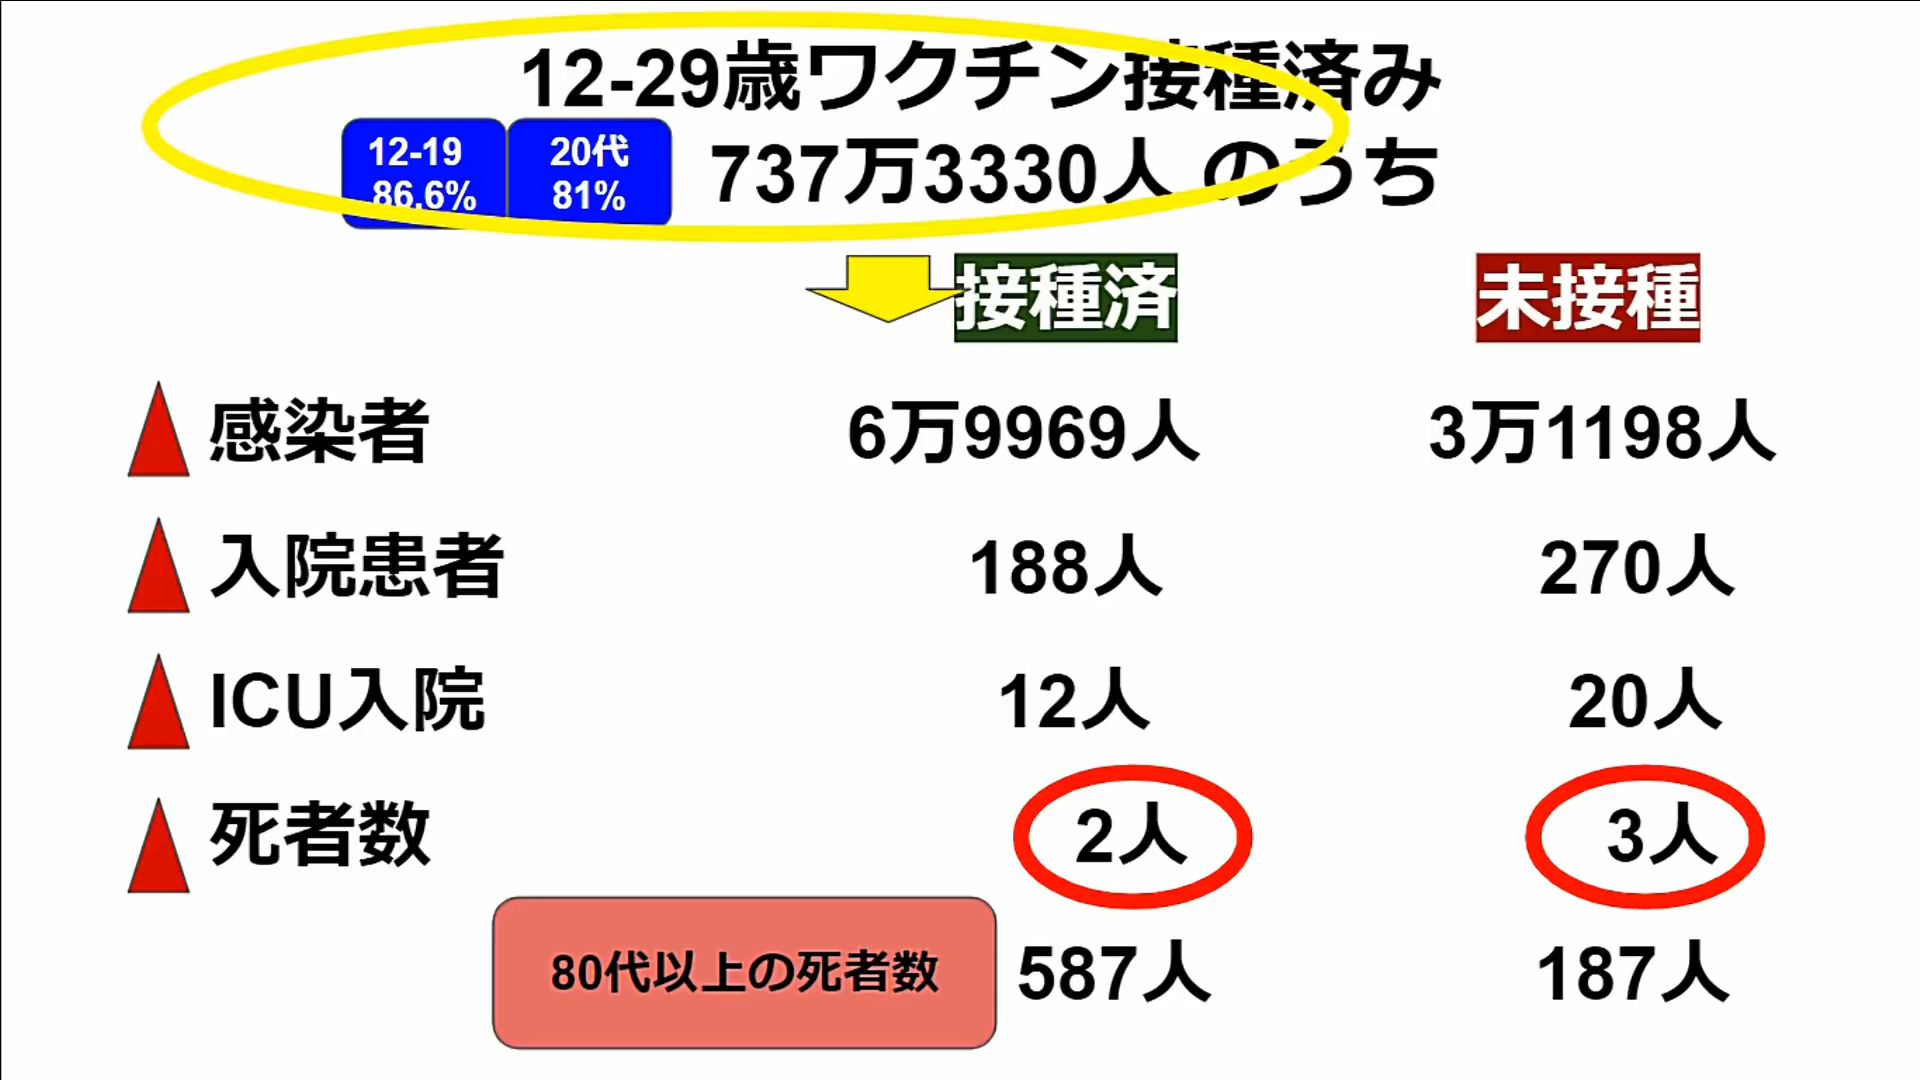 12-29歳ワクチン接種済み
12-19 20代 737万3330人 のうち
86.6% 81%
接種済 未接種
感染者 6万9969人 3万1198人
入院患者 188人 270人
ICU入院 12人 20人
死者数 2人 3人
80代以上の死者数 587人 187人